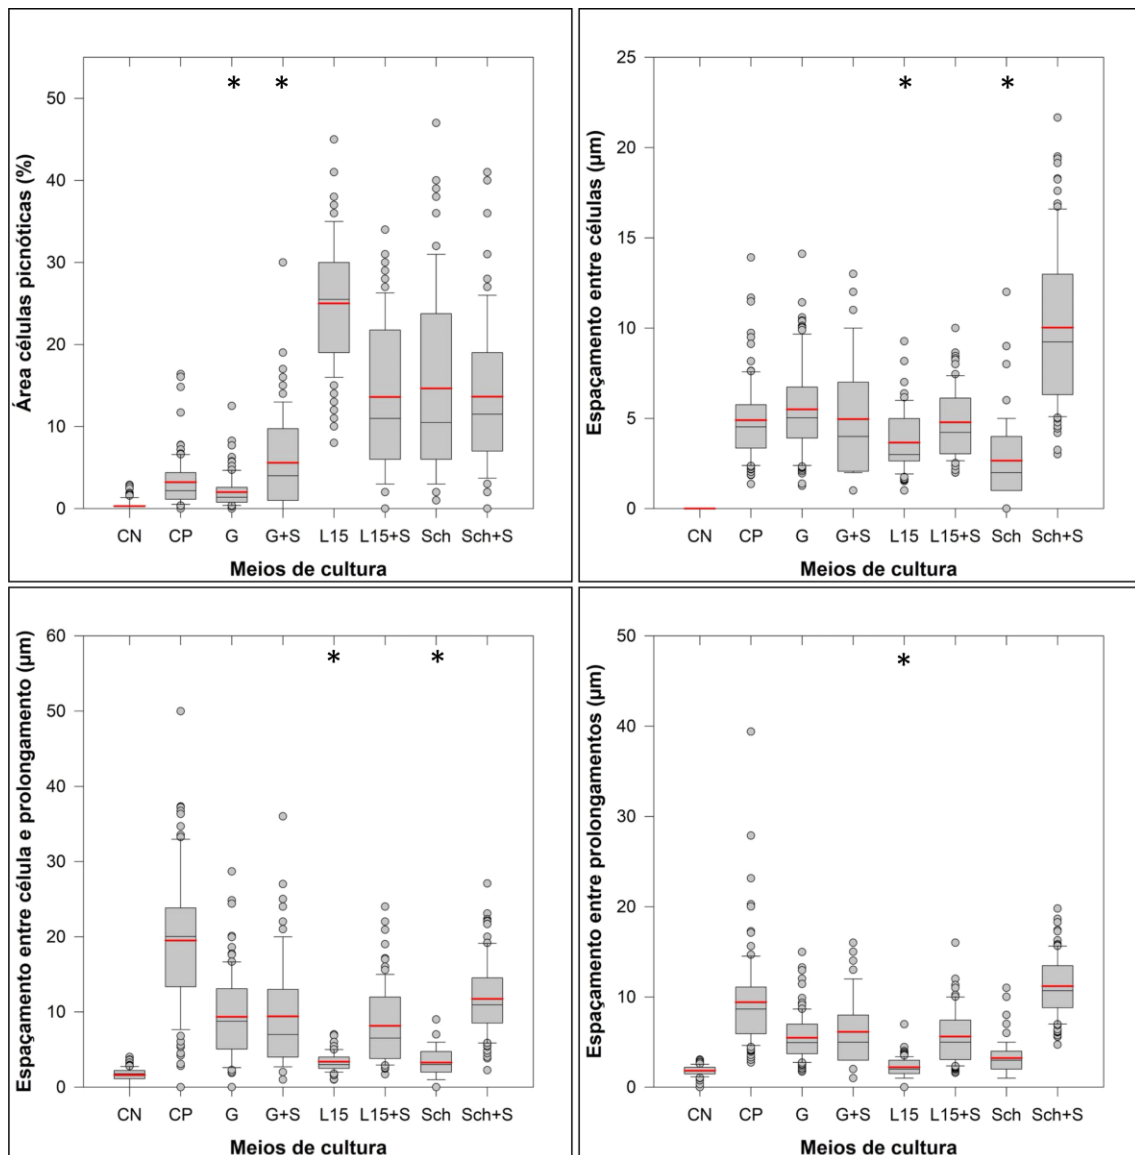 Área células picnóticas (%)
50
40
30
20
10
0
* *
CN CP G G+S L15 L15+S Sch Sch+S
Meios de cultura
Espaçamento entre células (µm)
25
20
15
10
5
0
* *
CN CP G G+S L15 L15+S Sch Sch+S
Meios de cultura
Espaçamento entre célula e prolongamento (µm)
60
50
40
30
20
10
0
* *
CN CP G G+S L15 L15+S Sch Sch+S
Meios de cultura
Espaçamento entre prolongamentos (µm)
50
40
30
20
10
0
*
CN CP G G+S L15 L15+S Sch Sch+S
Meios de cultura